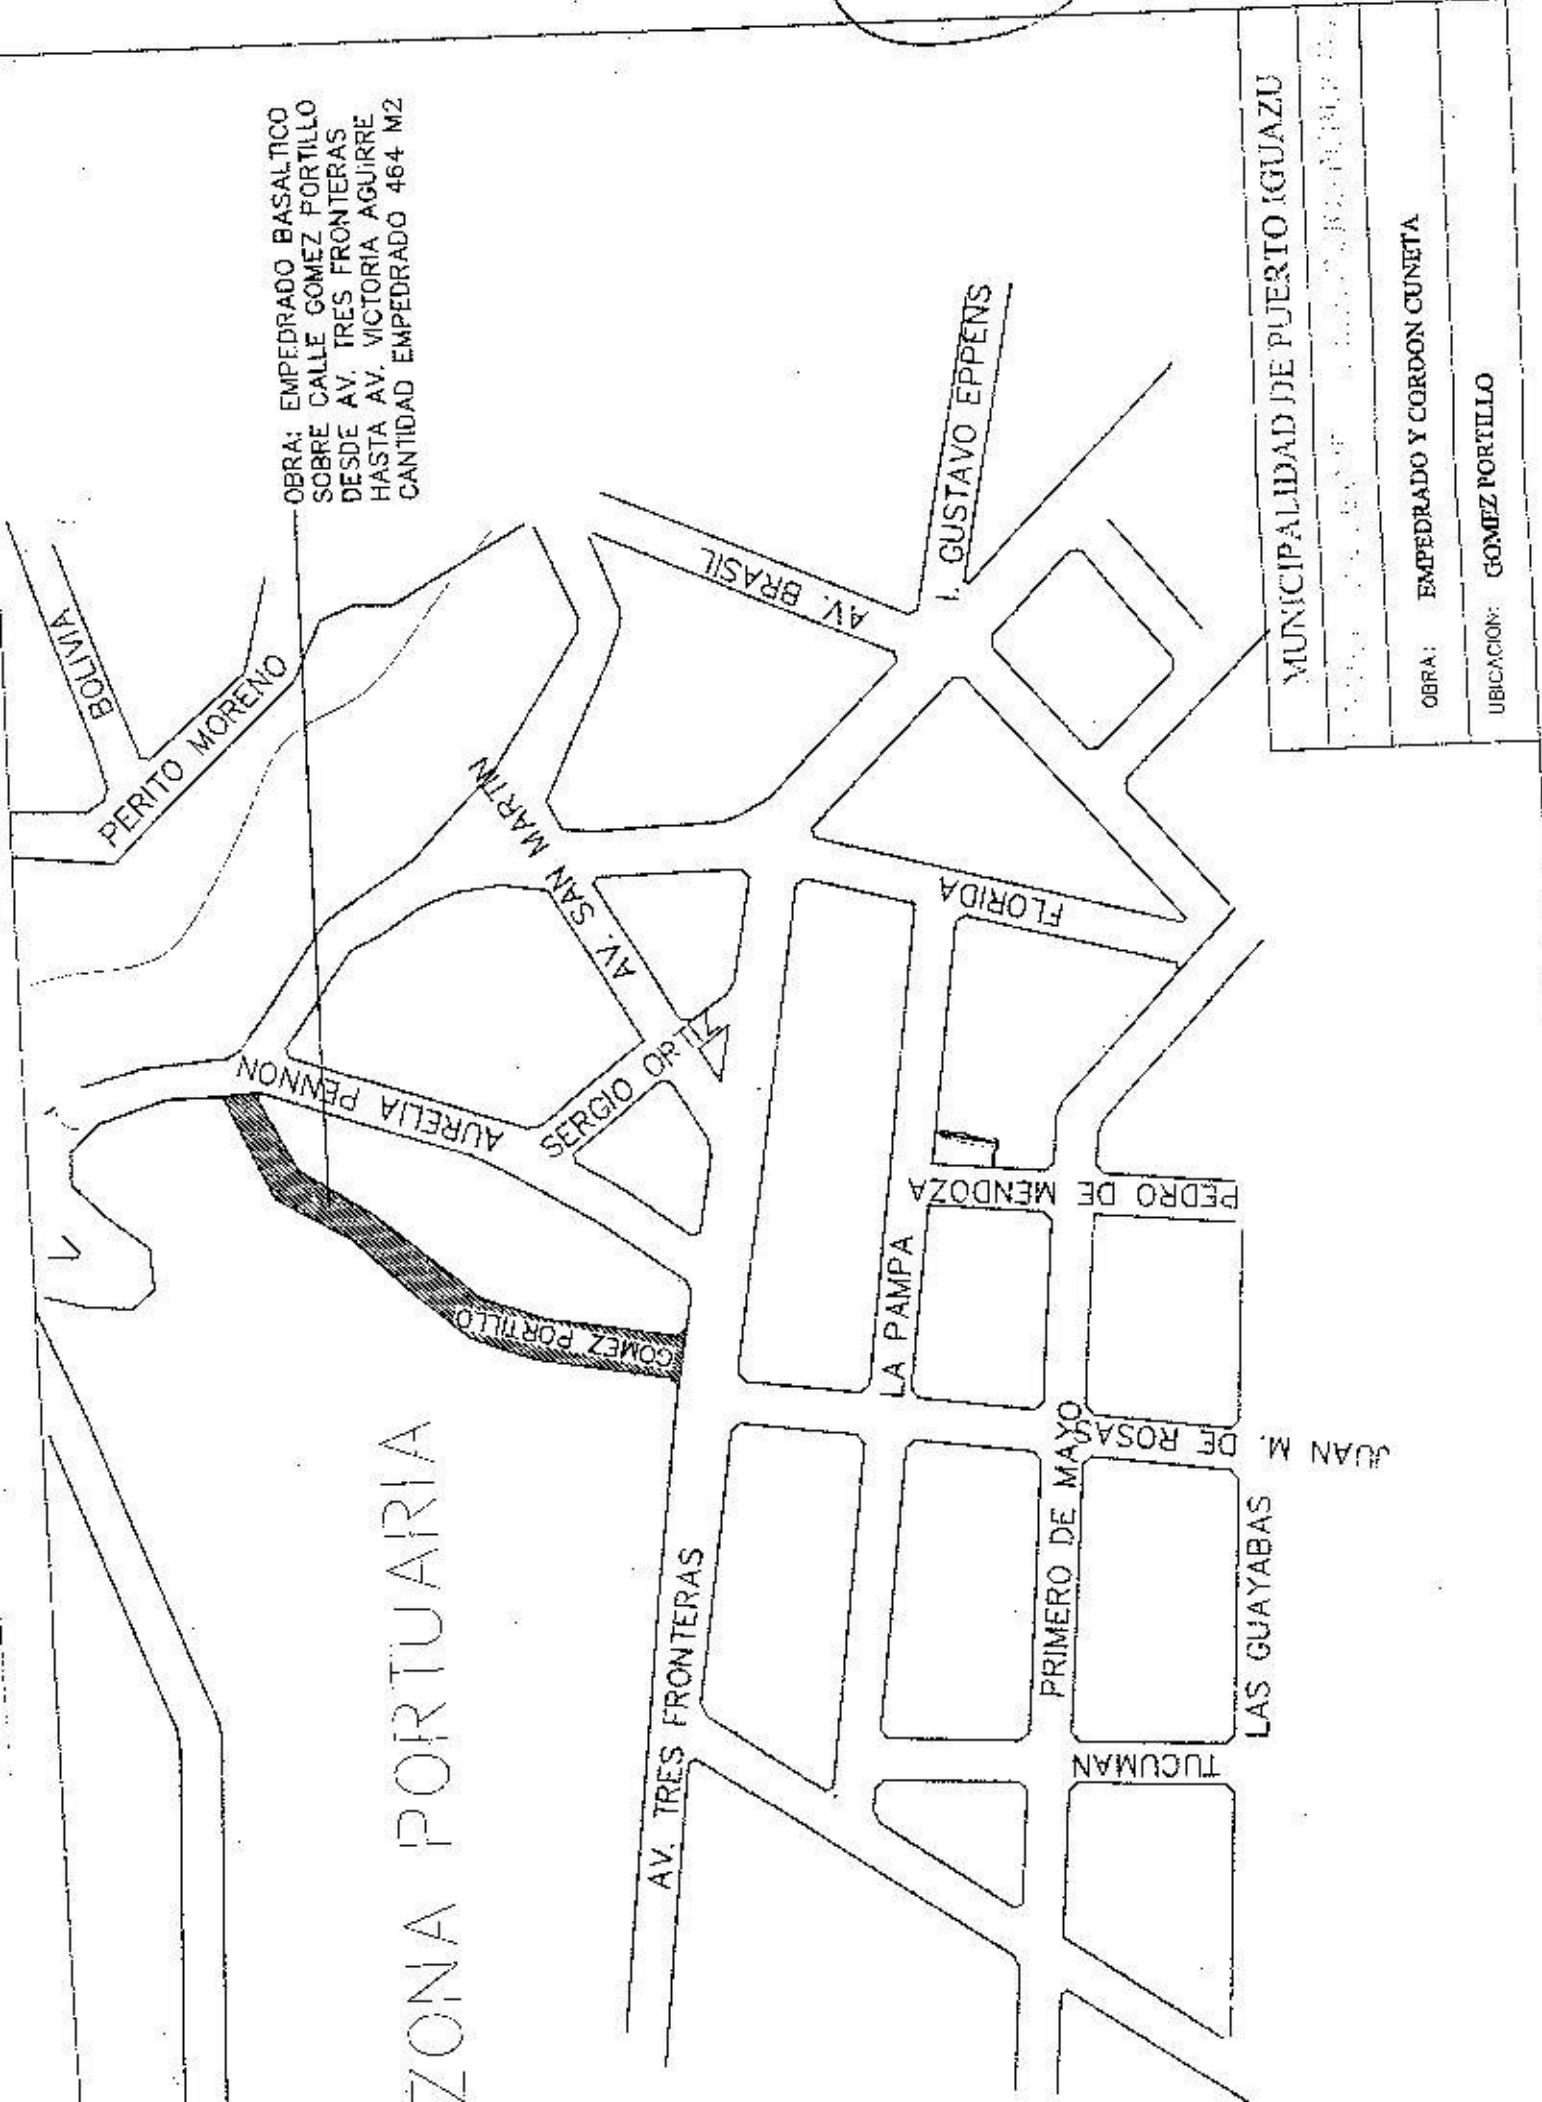 OBRA: EMPEDRADO BASALTICO
SOBRE CALLE GOMEZ PORTILLO
DESDE AV. TRES FRONTERAS
HASTA AV. VICTORIA AGUIRRE
CANTIDAD EMPEDRADO 464 M2
BOLIVIA
PERITO MORENO
AV. SAN MARTIN
AV. BRASIL
I. GUSTAVO EPPENS
AURELIA PENNON
SERGIO ORTIZ
GOMEZ PORTILLO
FLORIDA
LA PAMPA
PEDRO DE MENDOZA
ZONA PORTUARIA
AV. TRES FRONTERAS
PRIMERO DE MAYO
JUAN M. DE ROSAS
LAS GUAYABAS
TUCUMAN
MUNICIPALIDAD DE PUERTO IGUAZU
OBRA: EMPEDRADO Y CORDON CUNETA
UBICACION: GOMEZ PORTILLO